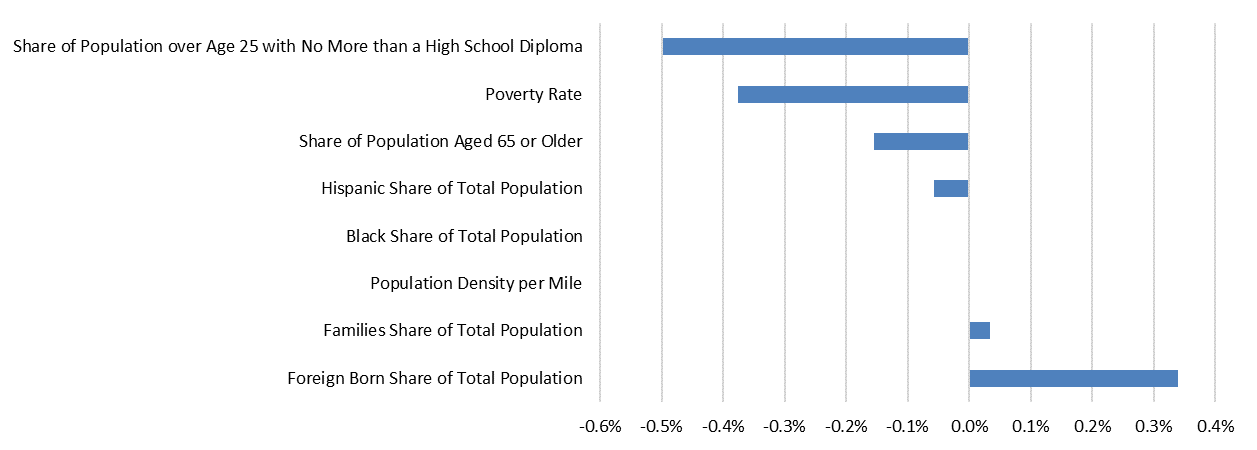 Share of Population over Age 25 with No More than a High School Diploma
Poverty Rate
Share of Population Aged 65 or Older
Hispanic Share of Total Population
Black Share of Total Population
Population Density per Mile
Families Share of Total Population
Foreign Born Share of Total Population
-0.6% -0.5% -0.4% -0.3% -0.2% -0.1% 0.0% 0.1% 0.2% 0.3% 0.4%